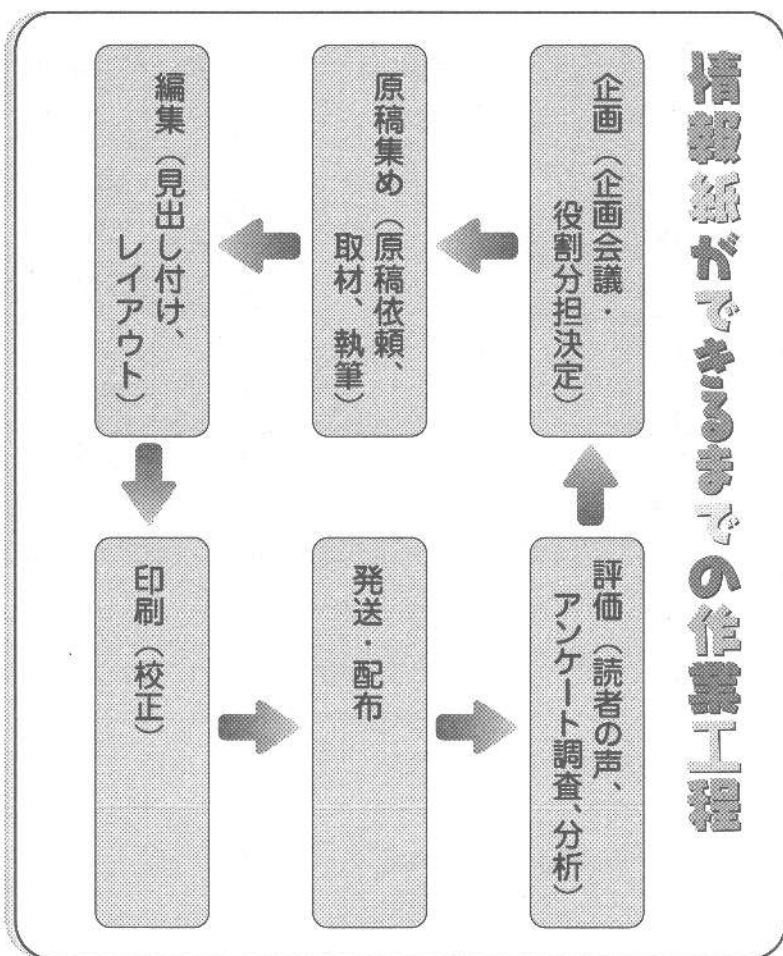 情報紙ができるまでの作業工程
企画（企画会議・
役割分担決定）
原稿集め（原稿依頼、
取材、執筆）
編集（見出し付け、
レイアウト）
印刷（校正）
発送・配布
評価（読者の声、
アンケート調査、分析）